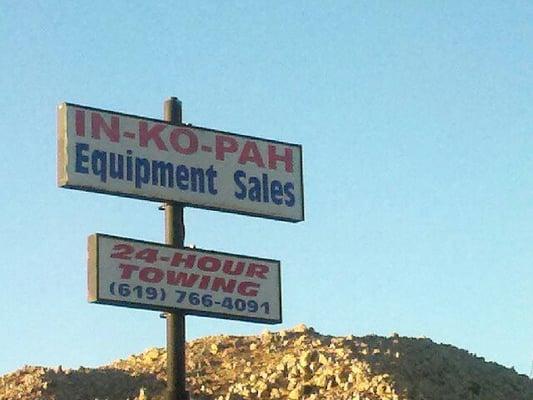 IN-KO-PAH
Equipment Sales
24-HOUR
TOWING
(619) 766-4091